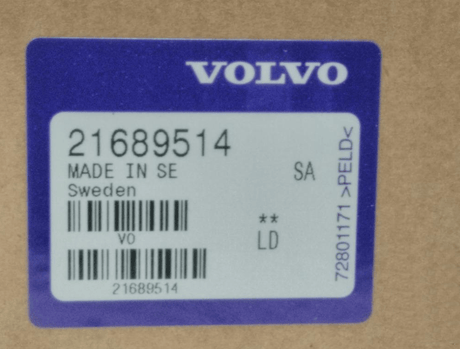 VOLVO
21689514
MADE IN SE
Sweden
SA
VO
**
LD
21689514
72801171 >PELD<